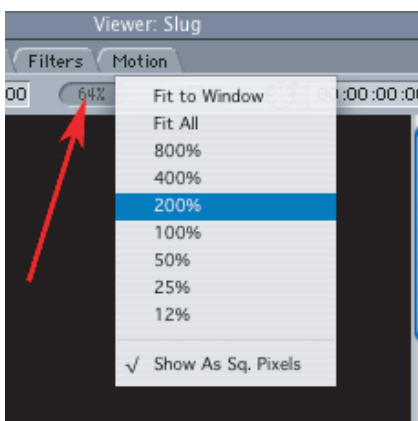 Viewer: Slug
Filters Motion
00 64% 00:00:00:0
Fit to Window
Fit All
800%
400%
200%
100%
50%
25%
12%
√ Show As Sq. Pixels